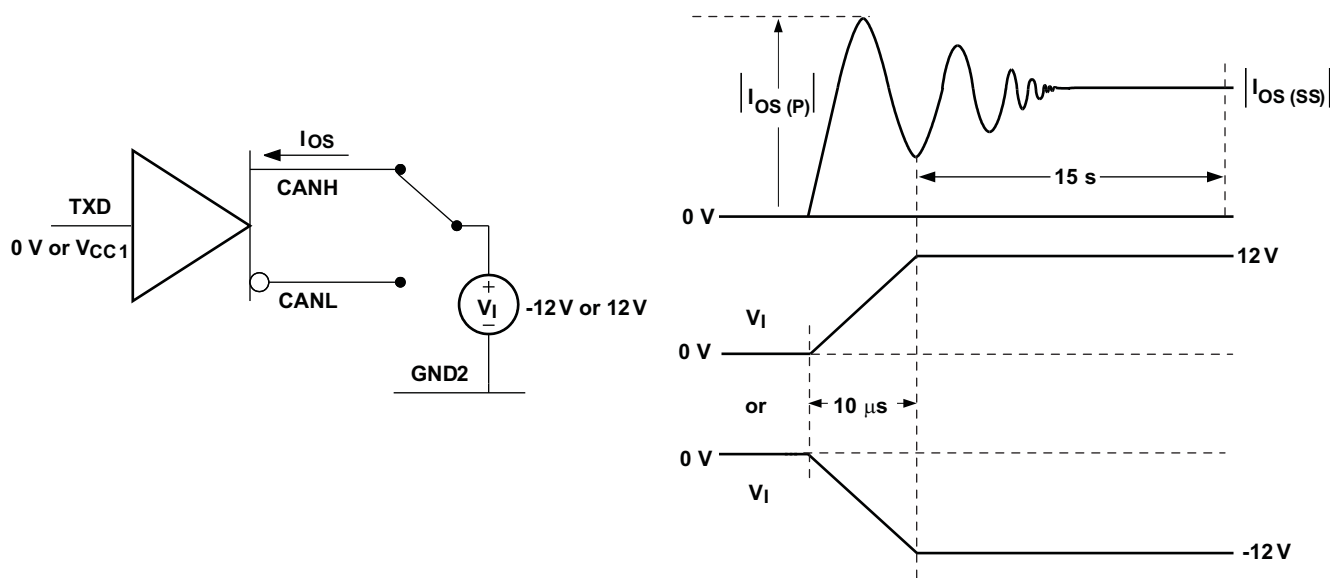 IOS
CANH
TXD
0 V or VCC1
CANL
+
VI
−
-12 V or 12 V
GND2
|IOS (P)|
|IOS (SS)|
15 s
0 V
12 V
VI
0 V
or
10 μs
0 V
VI
-12 V